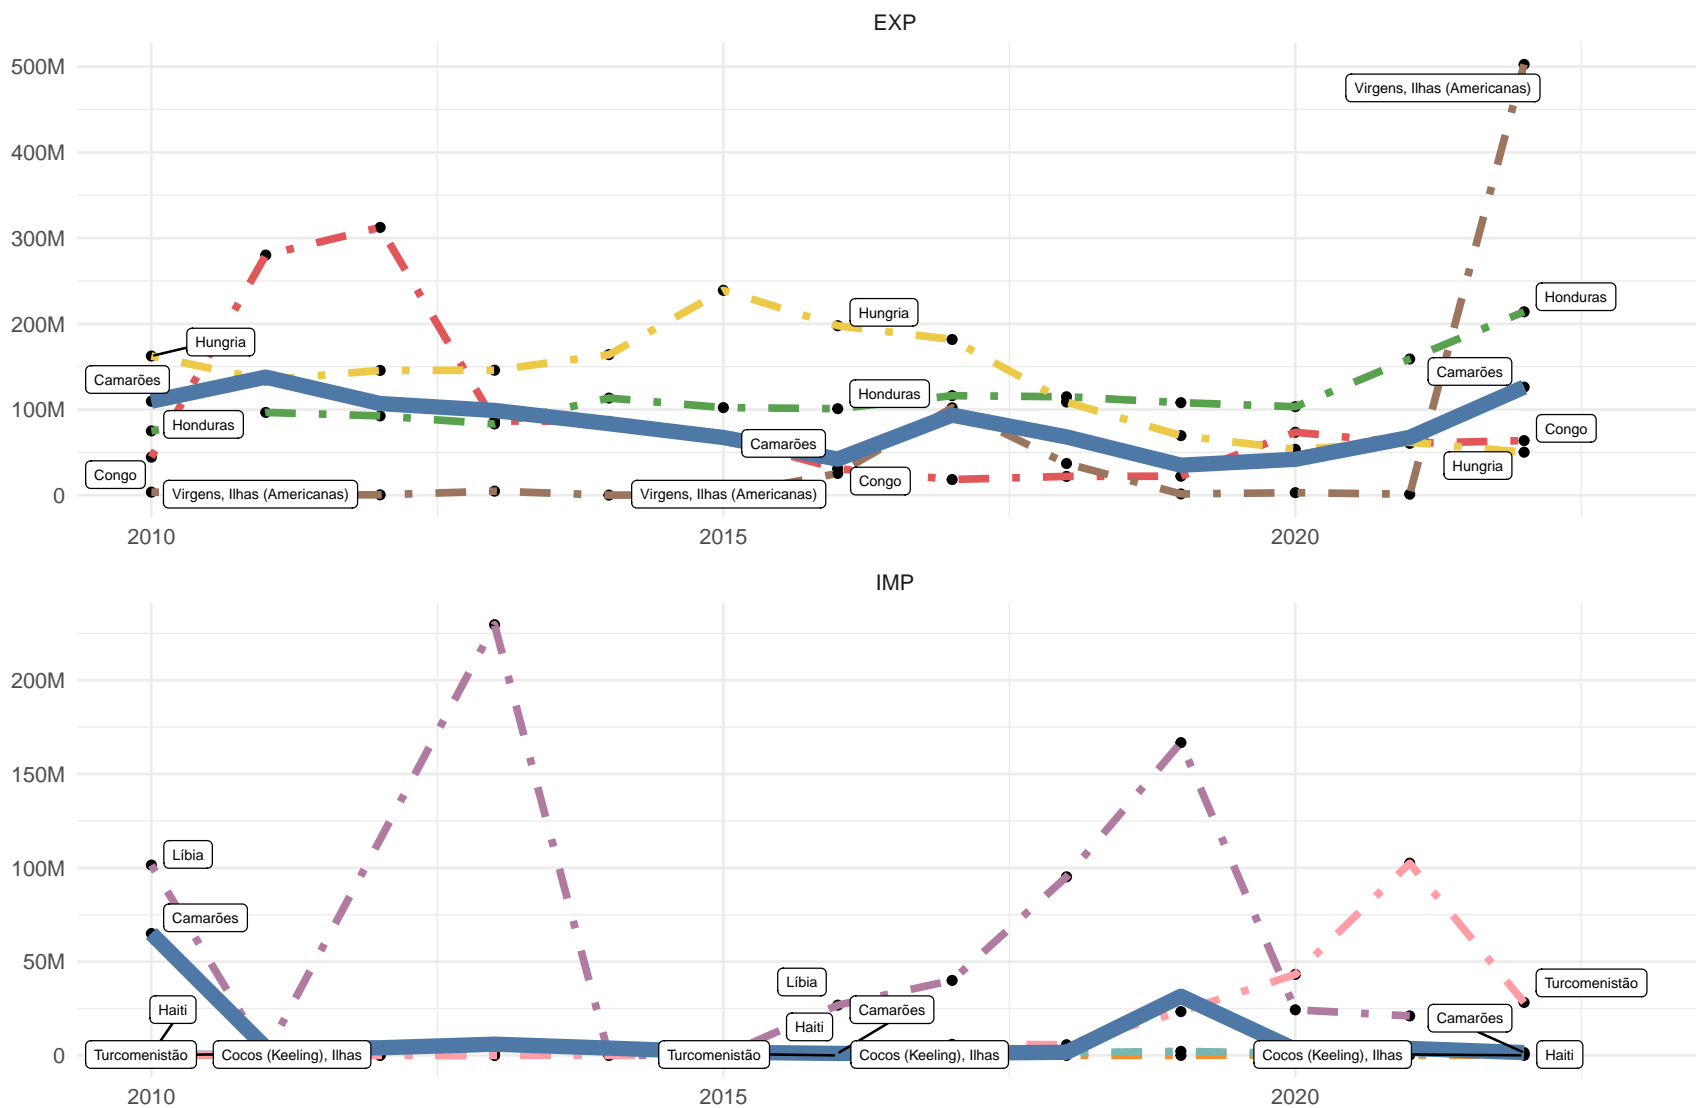 EXP
500M
400M
300M
200M
100M
0
Virgens, Ilhas (Americanas)
Honduras
Hungria
Hungria
Camarões
Camarões
Honduras
Honduras
Congo
Camarões
Hungria
Congo
Congo
Virgens, Ilhas (Americanas)
Virgens, Ilhas (Americanas)
2010
2015
2020
IMP
200M
150M
100M
50M
0
Líbia
Camarões
Líbia
Turcomenistão
Haiti
Camarões
Camarões
Haiti
Turcomenistão
Cocos (Keeling), Ilhas
Turcomenistão
Cocos (Keeling), Ilhas
Cocos (Keeling), Ilhas
Haiti
2010
2015
2020